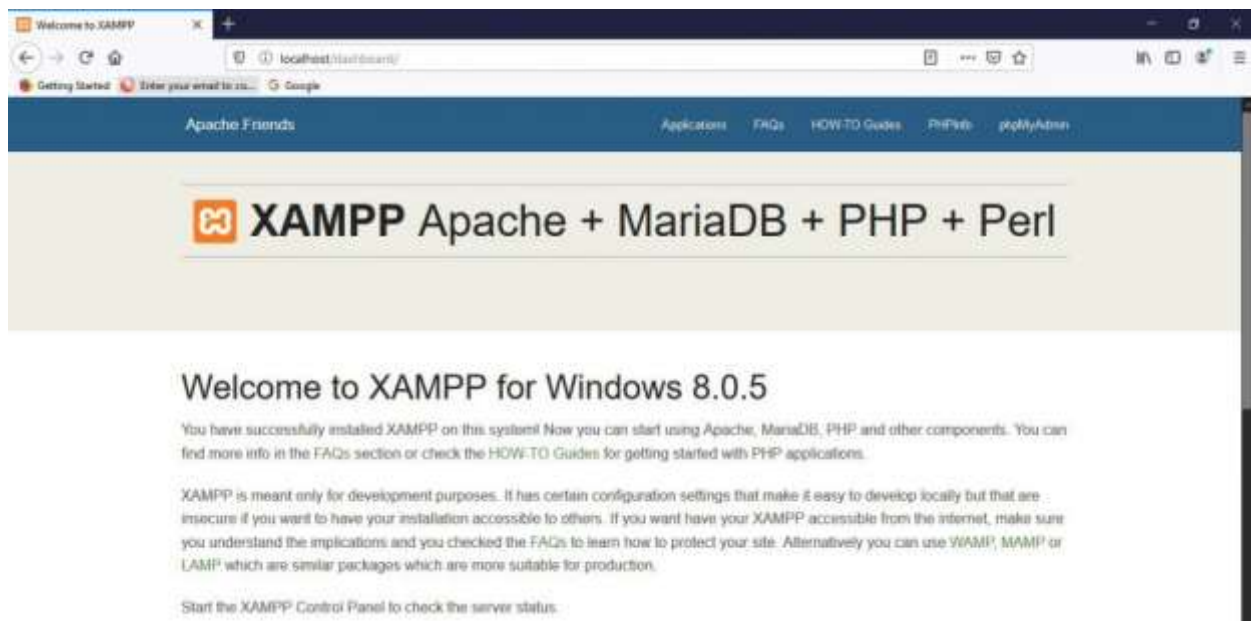 Welcome to XAMPP
localhost/dashboard/
Getting Started Enter your email to co... Google
Apache Friends Applications FAQs HOW-TO Guides PHPInfo phpMyAdmin
XAMPP Apache + MariaDB + PHP + Perl
Welcome to XAMPP for Windows 8.0.5
You have successfully installed XAMPP on this system! Now you can start using Apache, MariaDB, PHP and other components. You can
find more info in the FAQs section or check the HOW-TO Guides for getting started with PHP applications.
XAMPP is meant only for development purposes. It has certain configuration settings that make it easy to develop locally but that are
insecure if you want to have your installation accessible to others. If you want have your XAMPP accessible from the internet, make sure
you understand the implications and you checked the FAQs to learn how to protect your site. Alternatively you can use WAMP, MAMP or
LAMP which are similar packages which are more suitable for production.
Start the XAMPP Control Panel to check the server status.